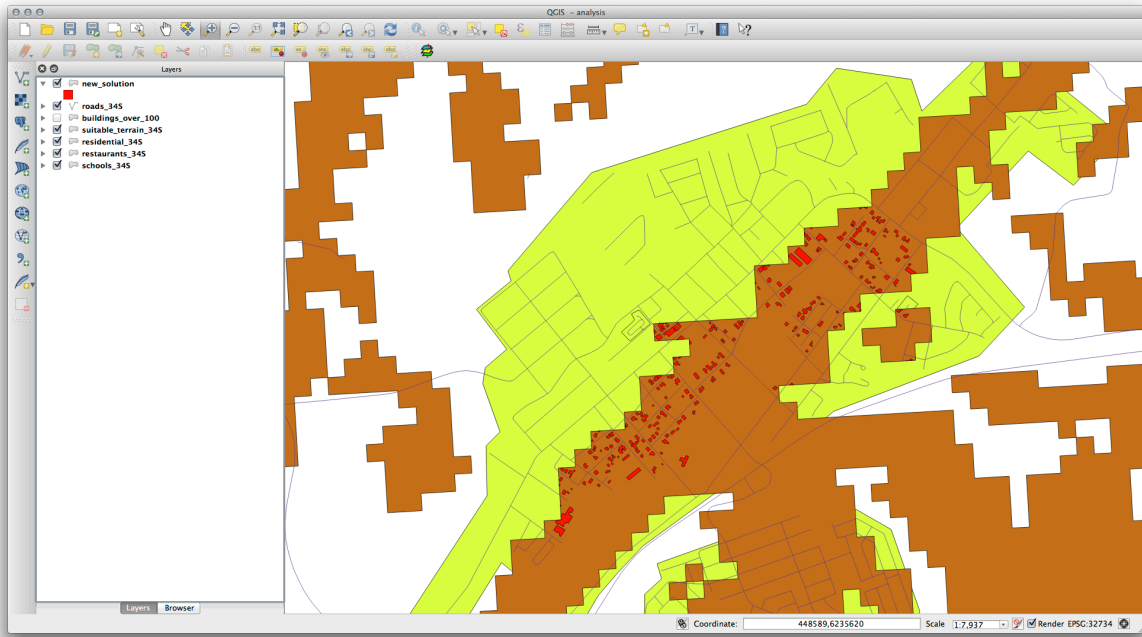 QGIS - analysis
Layers
new_solution
roads_34S
buildings_over_100
suitable_terrain_34S
residential_34S
restaurants_34S
schools_34S
Layers Browser
Coordinate: 448589,6235620 Scale 1:7,937 Render EPSG:32734